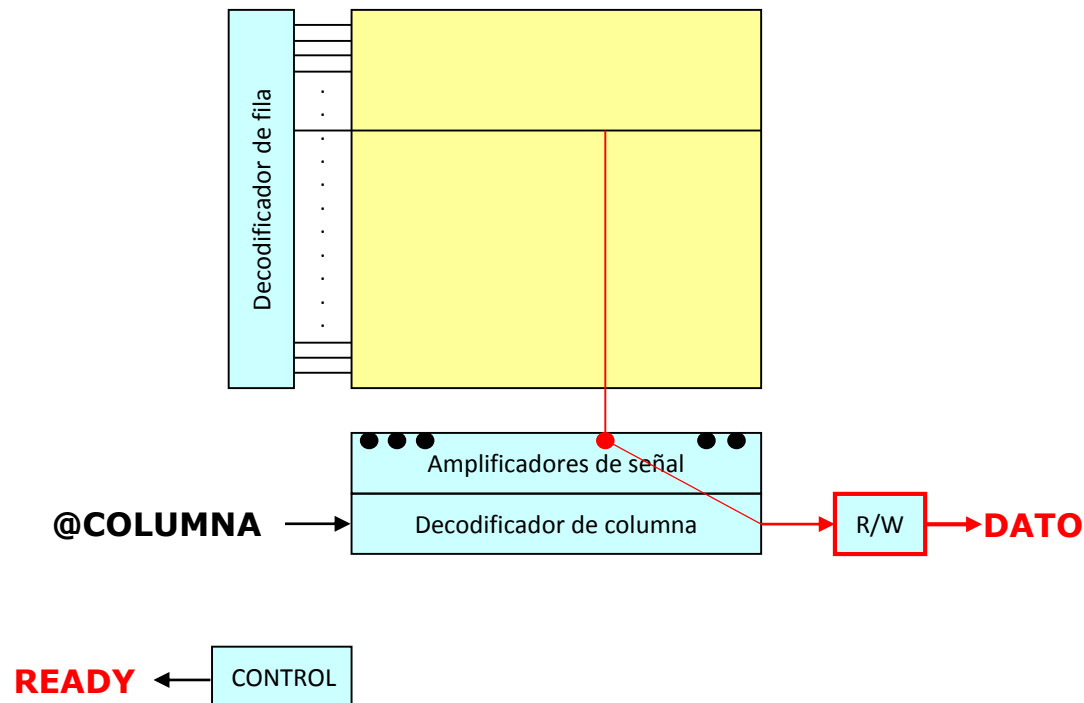 Decodificador de fila
Amplificadores de señal
@COLUMNA
Decodificador de columna
R/W
DATO
READY
CONTROL